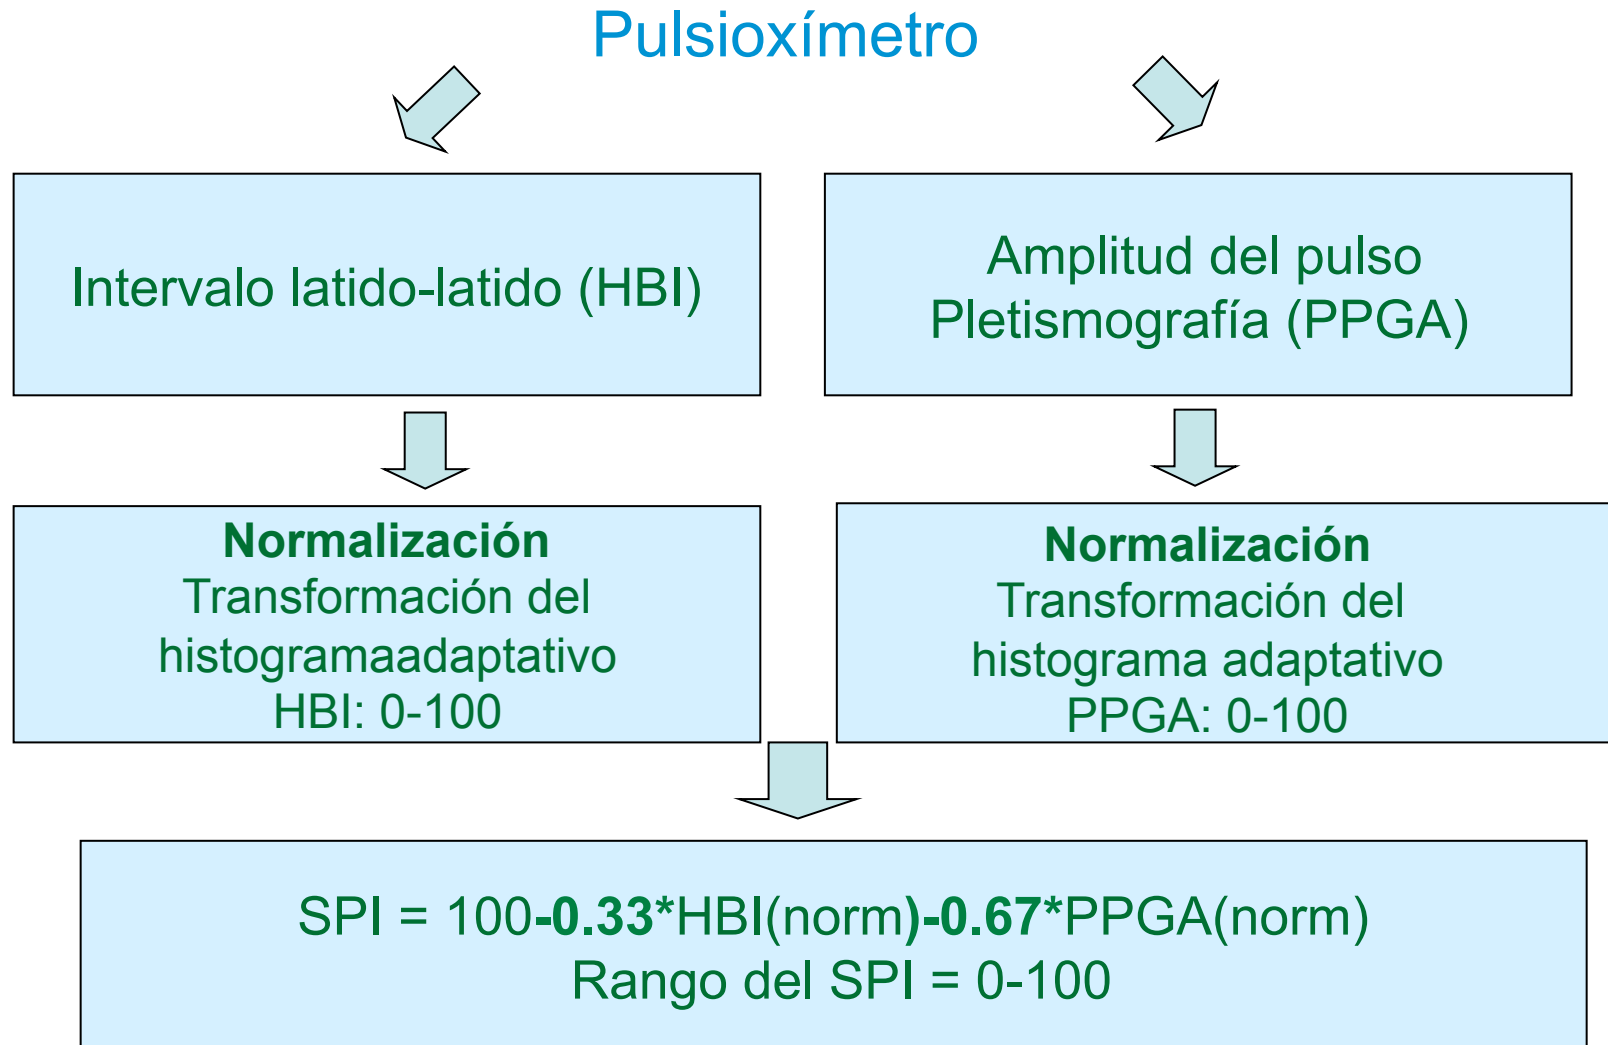 Pulsioxímetro
Intervalo latido-latido (HBI)
Amplitud del pulso
Pletismografía (PPGA)
Normalización
Transformación del
histogramaadaptativo
HBI: 0-100
Normalización
Transformación del
histograma adaptativo
PPGA: 0-100
SPI = 100-0.33*HBI(norm)-0.67*PPGA(norm)
Rango del SPI = 0-100